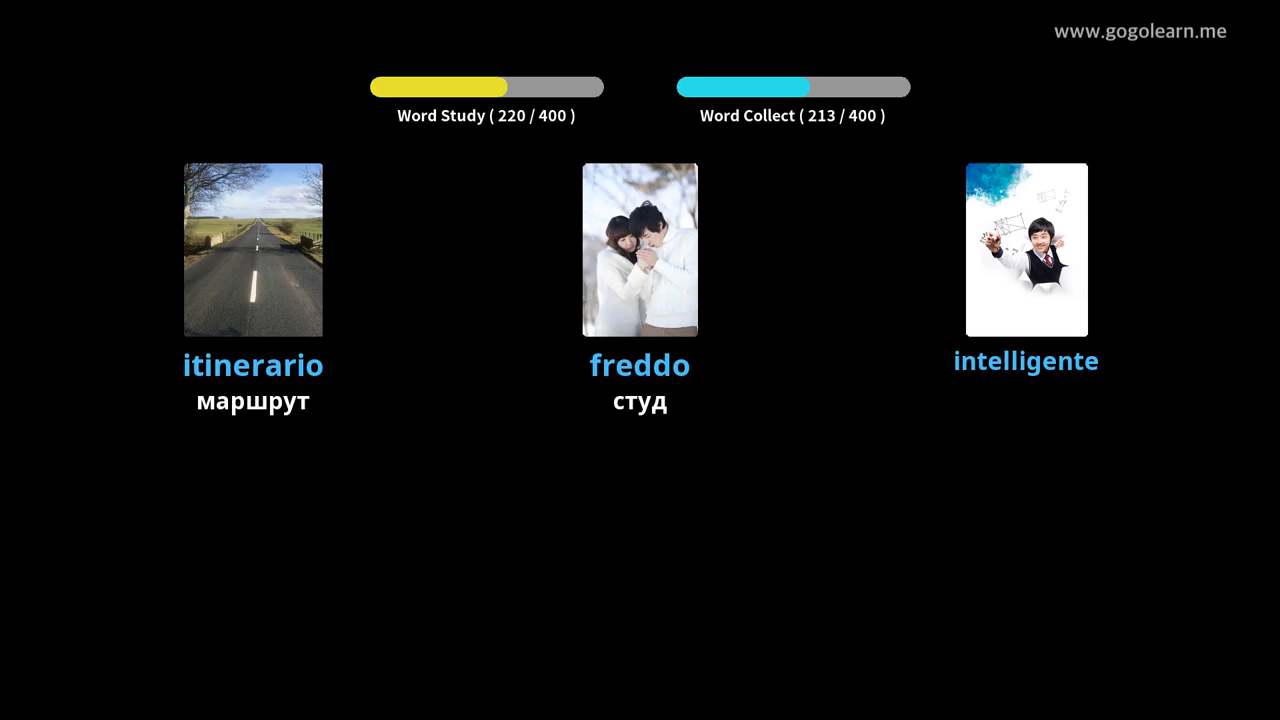 www.gogolearn.me
Word Study ( 220 / 400 )
Word Collect ( 213 / 400 )
itinerario
freddo
intelligente
маршрут
студ